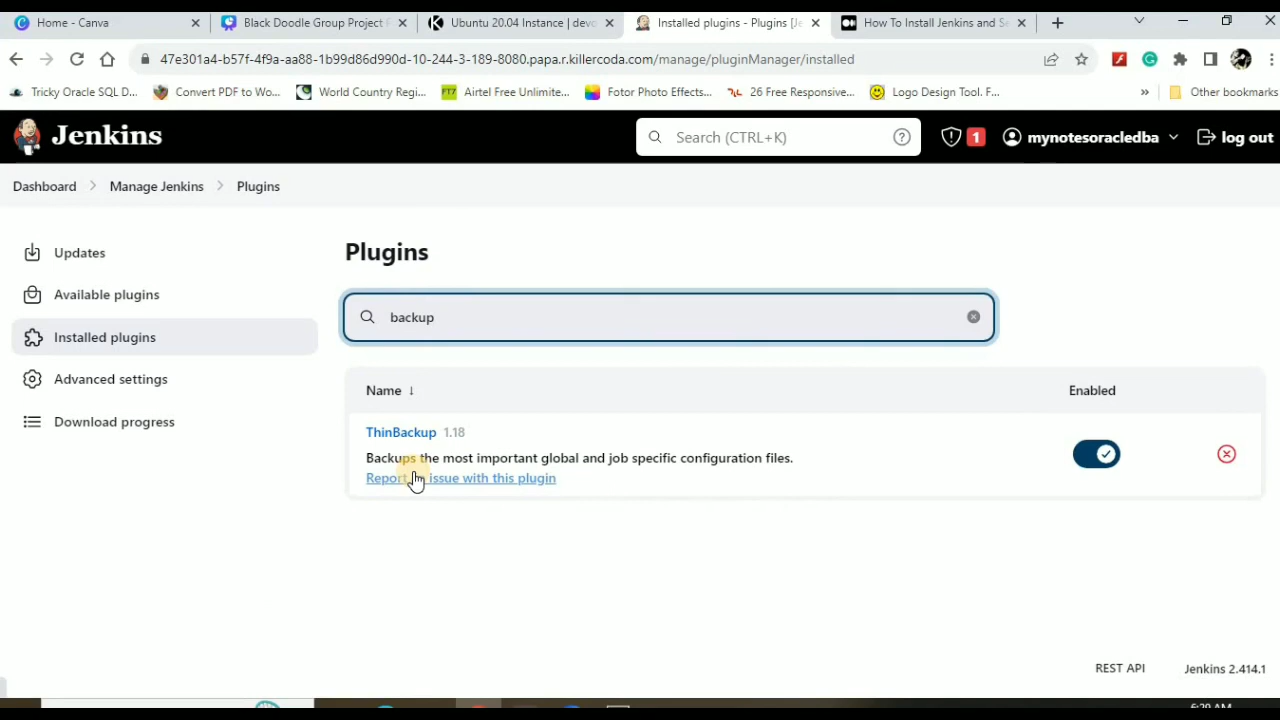 Home - Canva
Black Doodle Group Project F
Ubuntu 20.04 Instance | devo
Installed plugins - Plugins [Je
How To Install Jenkins and Se
47e301a4-b57f-4f9a-aa88-1b99d86d990d-10-244-3-189-8080.papa.r.killercoda.com/manage/pluginManager/installed
Tricky Oracle SQL D...
Convert PDF to Wo...
World Country Regi...
Airtel Free Unlimite...
Fotor Photo Effects...
26 Free Responsive...
Logo Design Tool. F...
»
Other bookmarks
Jenkins
Search (CTRL+K)
1
mynotesoracledba
log out
Dashboard > Manage Jenkins > Plugins
Updates
Available plugins
Installed plugins
Advanced settings
Download progress
Plugins
backup
Name ↓
Enabled
ThinBackup 1.18
Backups the most important global and job specific configuration files.
Report an issue with this plugin
REST API
Jenkins 2.414.1